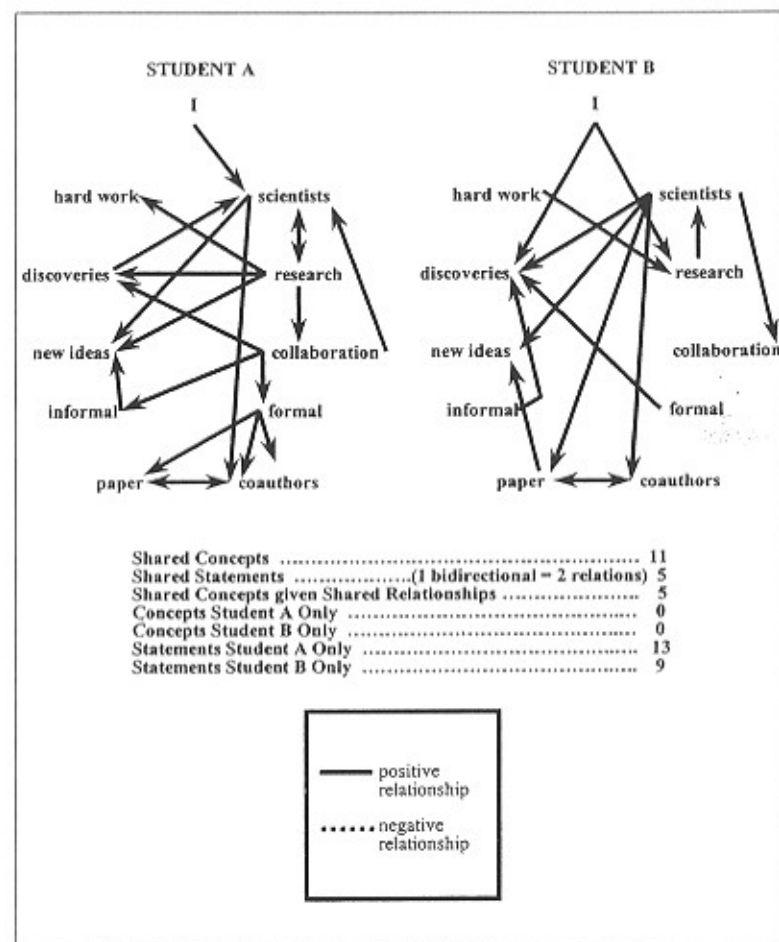 STUDENT A
I
hard work
scientists
discoveries
research
new ideas
collaboration
informal
formal
paper
coauthors
STUDENT B
I
hard work
scientists
discoveries
research
new ideas
collaboration
informal
formal
paper
coauthors
Shared Concepts ............................................................ 11
Shared Statements ....................(1 bidirectional = 2 relations) 5
Shared Concepts given Shared Relationships ....................... 5
Concepts Student A Only .............................................. 0
Concepts Student B Only .............................................. 0
Statements Student A Only ............................................ 13
Statements Student B Only ............................................ 9
positive
relationship
negative
relationship